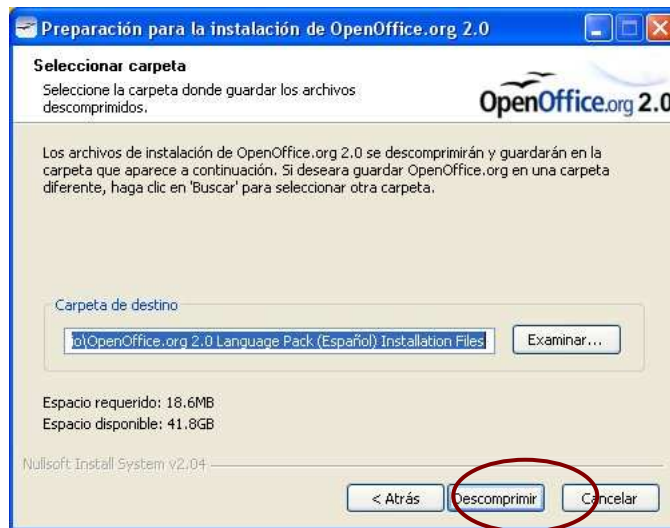 Preparación para la instalación de OpenOffice.org 2.0
Seleccionar carpeta
Seleccione la carpeta donde guardar los archivos
descomprimidos.
OpenOffice.org 2.0
Los archivos de instalación de OpenOffice.org 2.0 se descomprimirán y guardarán en la
carpeta que aparece a continuación. Si deseara guardar OpenOffice.org en una carpeta
diferente, haga clic en 'Buscar' para seleccionar otra carpeta.
Carpeta de destino
io\OpenOffice.org 2.0 Language Pack (Español) Installation Files
Examinar...
Espacio requerido: 18.6MB
Espacio disponible: 41.8GB
Nullsoft Install System v2.04
< Atrás Descomprimir Cancelar